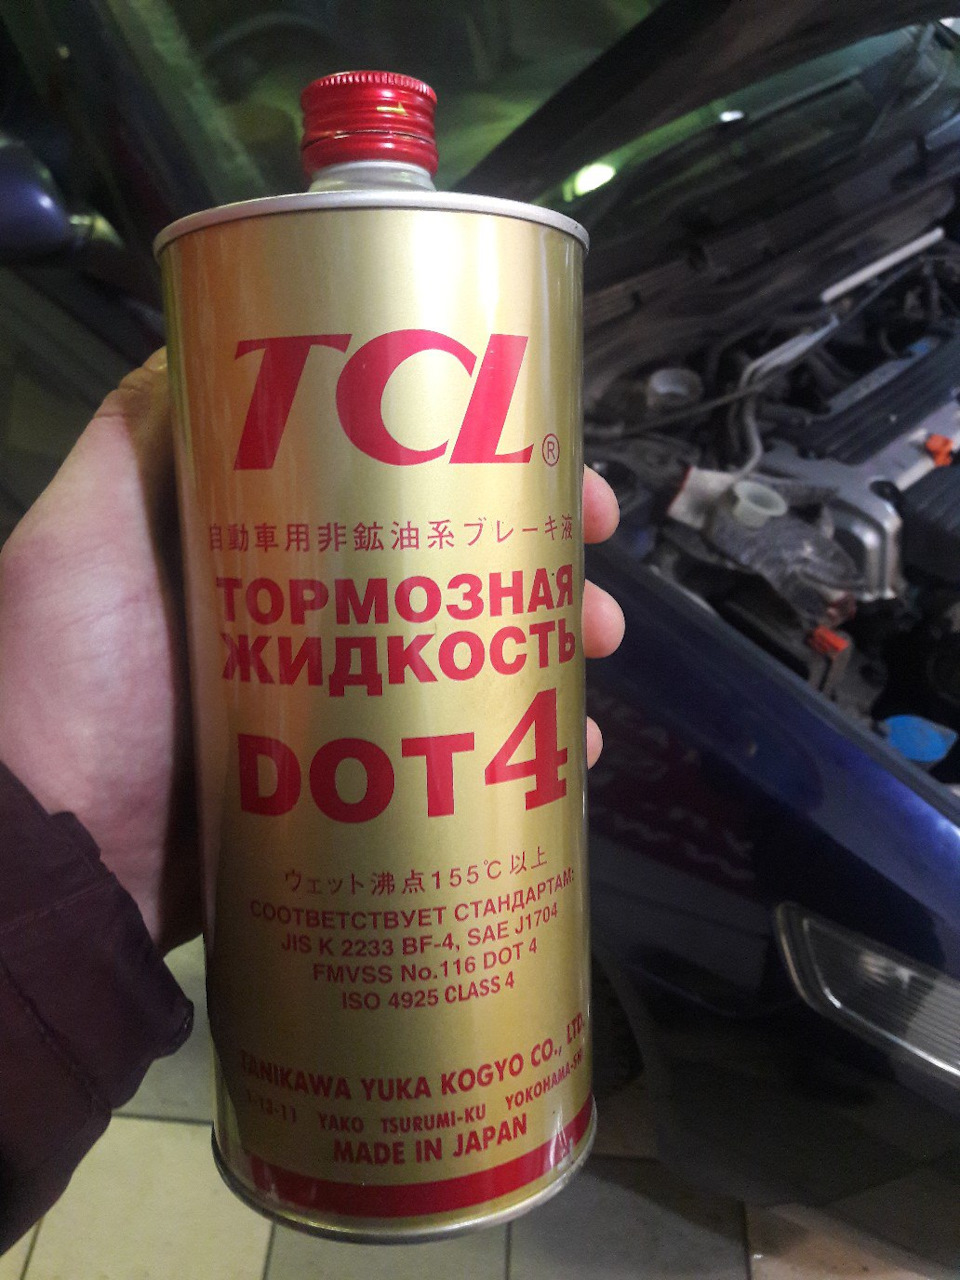 TCL®
自動車用非鉱油系ブレーキ液
ТОРМОЗНАЯ
ЖИДКОСТЬ
DOT 4
ウェット沸点155℃以上
СООТВЕТСТВУЕТ СТАНДАРТАМ:
JIS K 2233 BF-4, SAE J1704
FMVSS No.116 DOT 4
ISO 4925 CLASS 4
TANIKAWA YUKA KOGYO CO., LTD.
YAKO TSURUMI-KU YOKOHAMA-SHI
MADE IN JAPAN